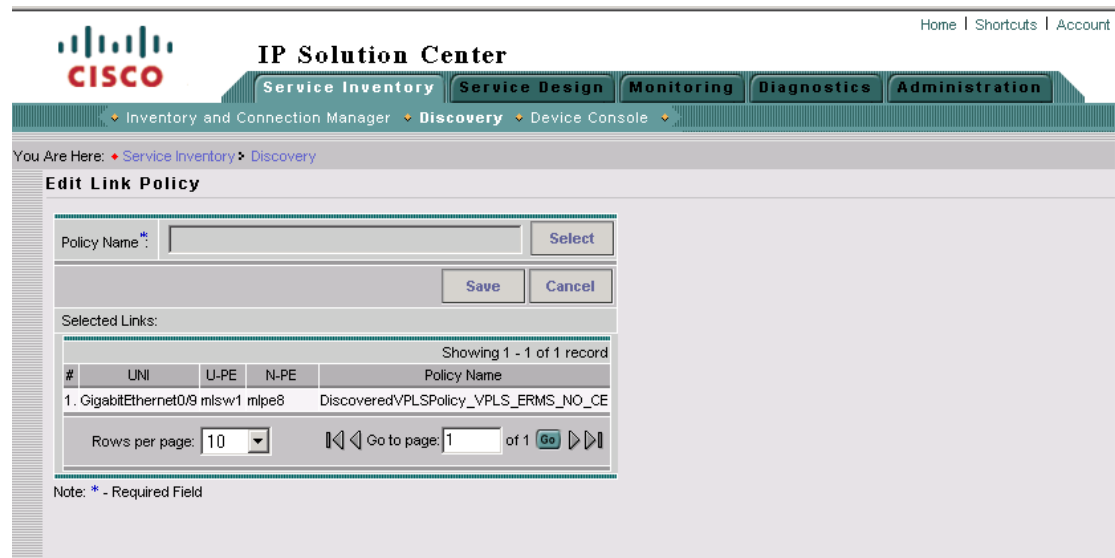 Home | Shortcuts | Account
CISCO
IP Solution Center
Service Inventory Service Design Monitoring Diagnostics Administration
Inventory and Connection Manager Discovery Device Console
You Are Here: Service Inventory Discovery
Edit Link Policy
Policy Name*: Select
Save Cancel
Selected Links:
Showing 1 - 1 of 1 record
# UNI U-PE N-PE Policy Name
1. GigabitEthernet0/9 mlsw1 mlpe8 DiscoveredVPLSPolicy_VPLS_ERMS_NO_CE
Rows per page: 10 Go to page: 1 of 1 Go
Note: * - Required Field